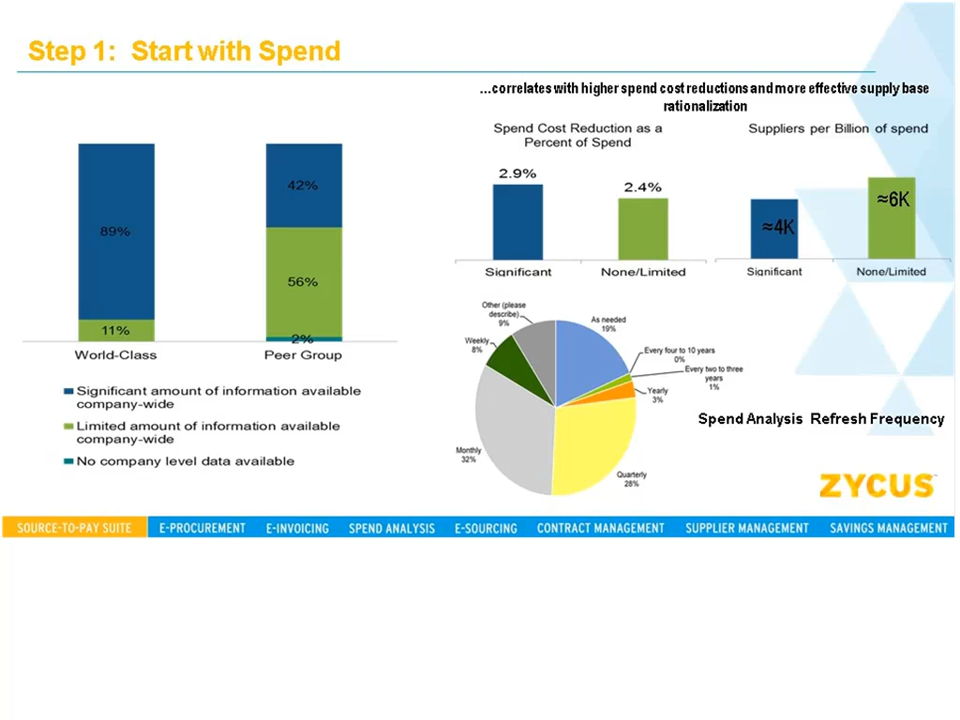 Step 1: Start with Spend
...correlates with higher spend cost reductions and more effective supply base
rationalization
89%
11%
World-Class
42%
56%
2%
Peer Group
Significant amount of information available
company-wide
Limited amount of information available
company-wide
No company level data available
Spend Cost Reduction as a
Percent of Spend
2.9%
2.4%
Significant
None/Limited
Suppliers per Billion of spend
≈4K
≈6K
Significant
None/Limited
Other (please
describe)
9%
As needed
19%
Every four to 10 years
0%
Every two to three
years
1%
Yearly
3%
Quarterly
28%
Monthly
32%
Weekly
8%
Spend Analysis Refresh Frequency
ZYCUS™
SOURCE-TO-PAY SUITE E-PROCUREMENT E-INVOICING SPEND ANALYSIS E-SOURCING CONTRACT MANAGEMENT SUPPLIER MANAGEMENT SAVINGS MANAGEMENT